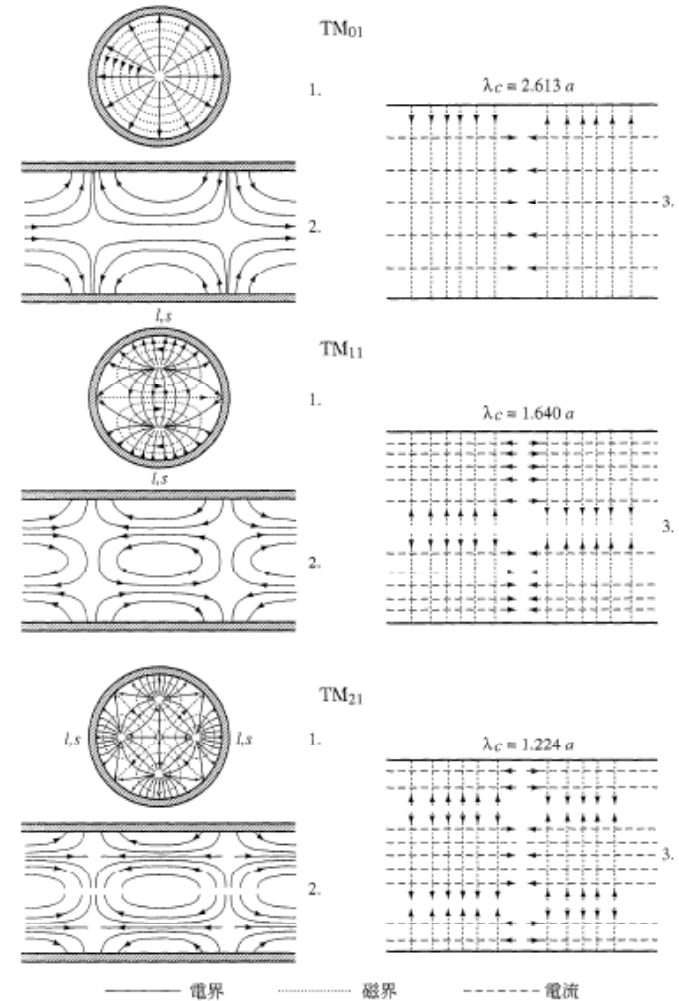 TM01
1.
λc = 2.613 a
2.
3.
l,s
TM11
1.
l,s
λc = 1.640 a
2.
3.
TM21
l,s
l,s
1.
λc = 1.224 a
2.
3.
電界 磁界 電流